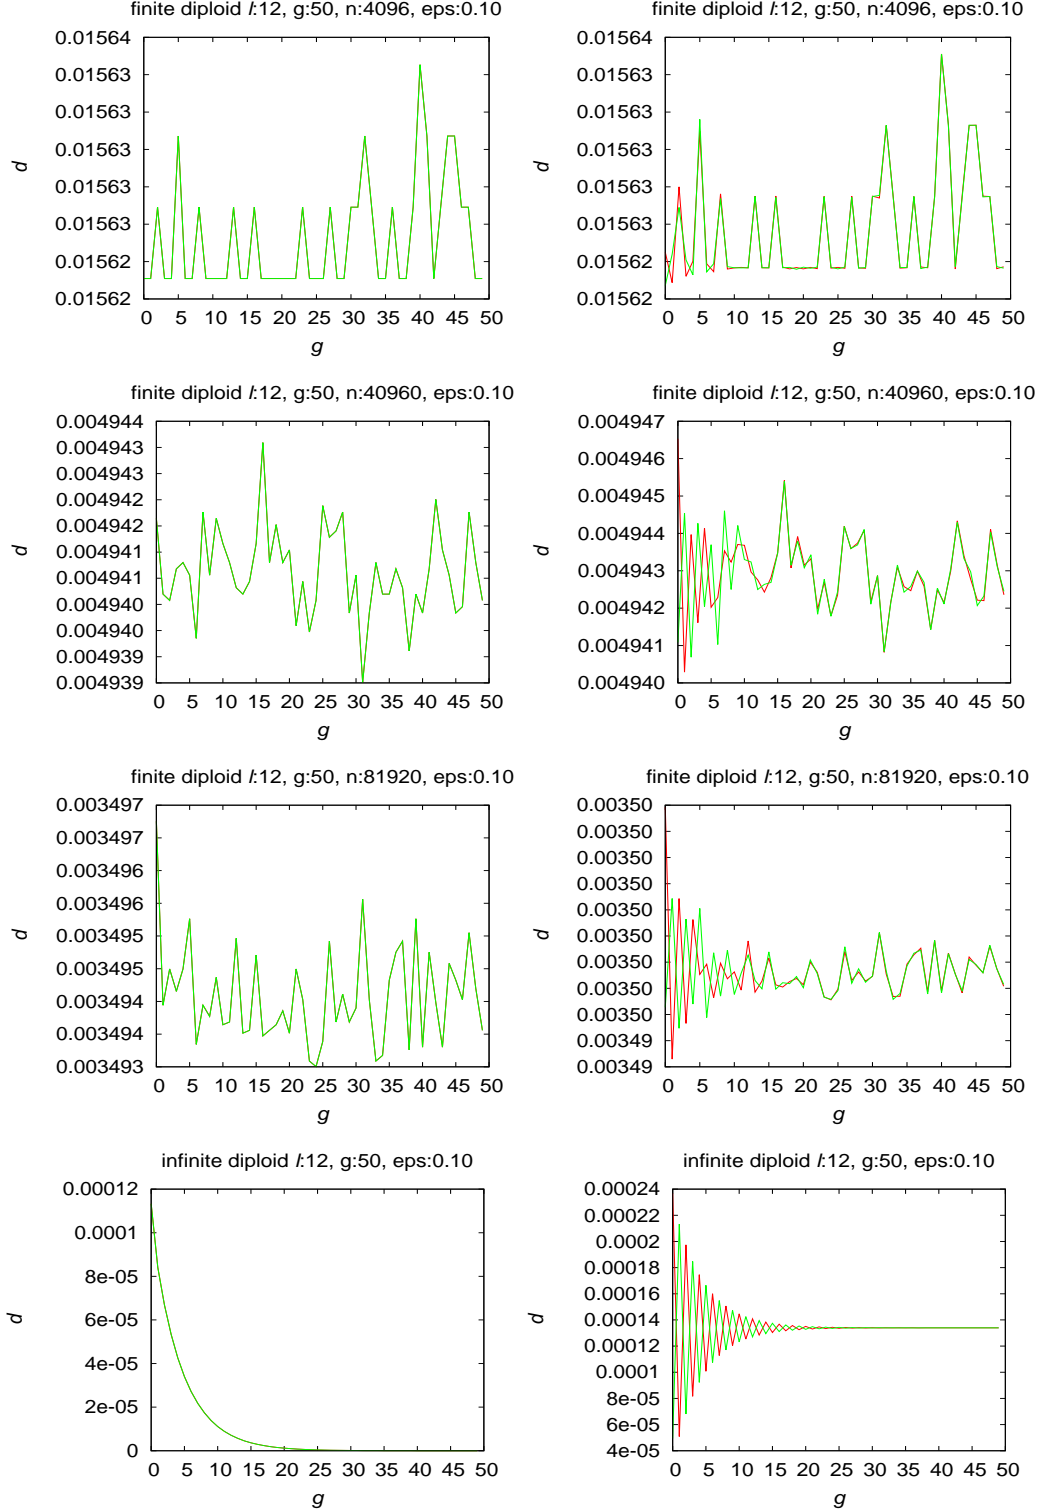 finite diploid l:12, g:50, n:4096, eps:0.10
0.01564
0.01563
0.01563
0.01563
0.01563
0.01563
0.01562
0.01562
d
0 5 10 15 20 25 30 35 40 45 50
g
finite diploid l:12, g:50, n:4096, eps:0.10
0.01564
0.01563
0.01563
0.01563
0.01563
0.01563
0.01562
0.01562
d
0 5 10 15 20 25 30 35 40 45 50
g
finite diploid l:12, g:50, n:40960, eps:0.10
0.004944
0.004943
0.004943
0.004942
0.004942
0.004941
0.004941
0.004940
0.004940
0.004939
0.004939
d
0 5 10 15 20 25 30 35 40 45 50
g
finite diploid l:12, g:50, n:40960, eps:0.10
0.004947
0.004946
0.004945
0.004944
0.004943
0.004942
0.004941
0.004940
d
0 5 10 15 20 25 30 35 40 45 50
g
finite diploid l:12, g:50, n:81920, eps:0.10
0.003497
0.003497
0.003496
0.003496
0.003495
0.003495
0.003494
0.003494
0.003493
d
0 5 10 15 20 25 30 35 40 45 50
g
finite diploid l:12, g:50, n:81920, eps:0.10
0.00350
0.00350
0.00350
0.00350
0.00350
0.00350
0.00350
0.00350
0.00350
0.00349
0.00349
d
0 5 10 15 20 25 30 35 40 45 50
g
infinite diploid l:12, g:50, eps:0.10
0.00012
0.0001
8e-05
6e-05
4e-05
2e-05
0
d
0 5 10 15 20 25 30 35 40 45 50
g
infinite diploid l:12, g:50, eps:0.10
0.00024
0.00022
0.0002
0.00018
0.00016
0.00014
0.00012
0.0001
8e-05
6e-05
4e-05
d
0 5 10 15 20 25 30 35 40 45 50
g